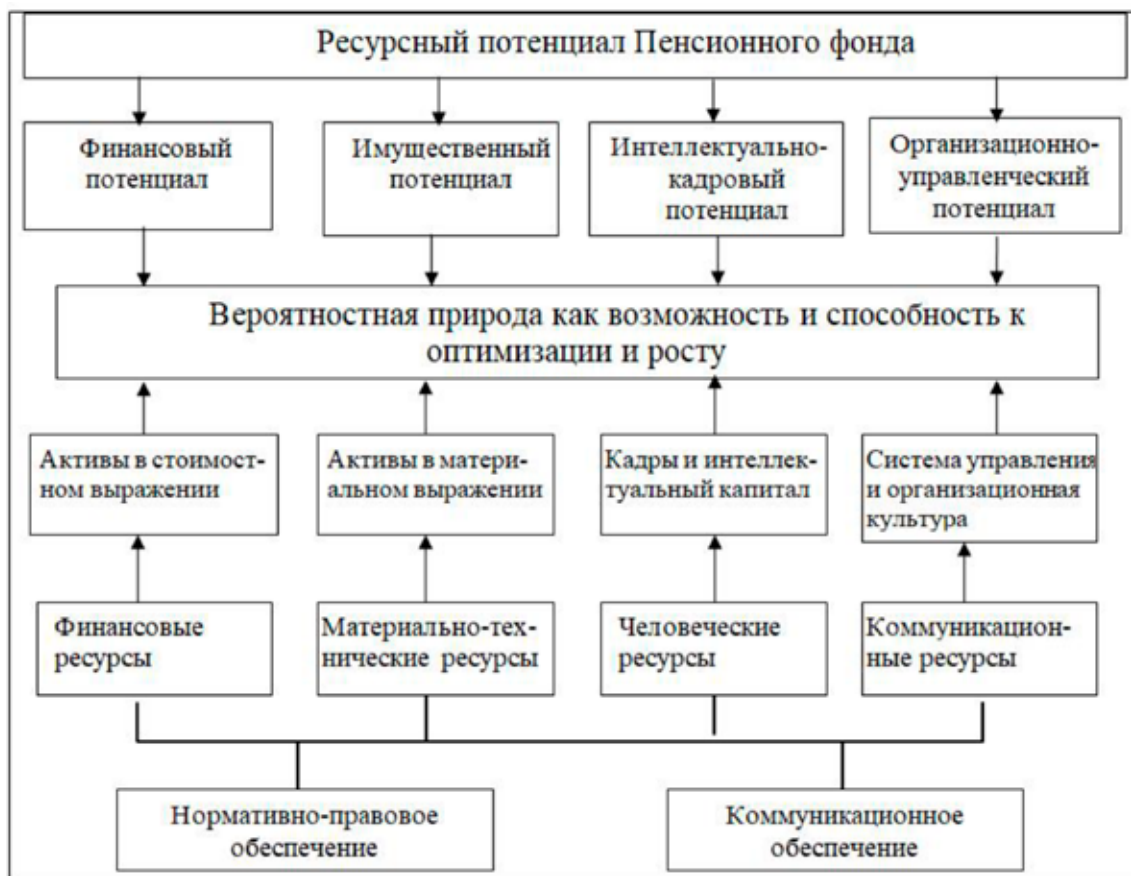 Ресурсный потенциал Пенсионного фонда
Финансовый
потенциал
Имущественный
потенциал
Интеллектуально-
кадровый
потенциал
Организационно-
управленческий
потенциал
Вероятностная природа как возможность и способность к
оптимизации и росту
Активы в стоимост-
ном выражении
Активы в матери-
альном выражении
Кадры и интеллек-
туальный капитал
Система управления
и организационная
культура
Финансовые
ресурсы
Материально-тех-
нические ресурсы
Человеческие
ресурсы
Коммуникацион-
ные ресурсы
Нормативно-правовое
обеспечение
Коммуникационное
обеспечение